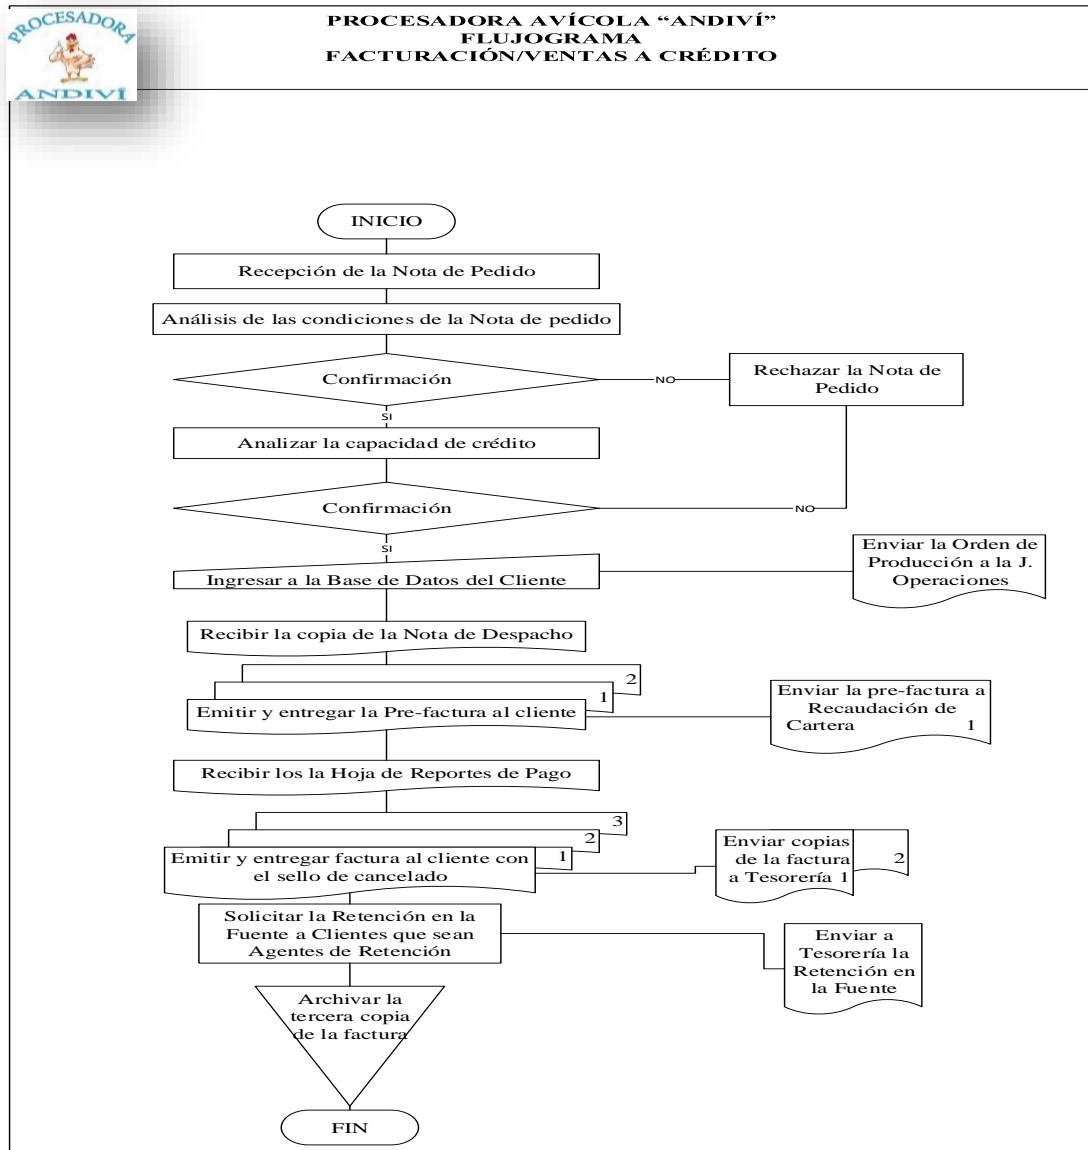 PROCESADORA
ANDIVÍ
PROCESADORA AVÍCOLA “ANDIVÍ”
FLUJOGRAMA
FACTURACIÓN/VENTAS A CRÉDITO
INICIO
Recepción de la Nota de Pedido
Análisis de las condiciones de la Nota de pedido
Confirmación
NO
Rechazar la Nota de
Pedido
SI
Analizar la capacidad de crédito
Confirmación
NO
SI
Ingresar a la Base de Datos del Cliente
Enviar la Orden de
Producción a la J.
Operaciones
Recibir la copia de la Nota de Despacho
2
1
Emitir y entregar la Pre-factura al cliente
Enviar la pre-factura a
Recaudación de
Cartera 1
Recibir los la Hoja de Reportes de Pago
3
2
1
Emitir y entregar factura al cliente con
el sello de cancelado
Enviar copias
de la factura
a Tesorería 1
2
Solicitar la Retención en la
Fuente a Clientes que sean
Agentes de Retención
Enviar a
Tesorería la
Retención en
la Fuente
Archivar la
tercera copia
de la factura
FIN